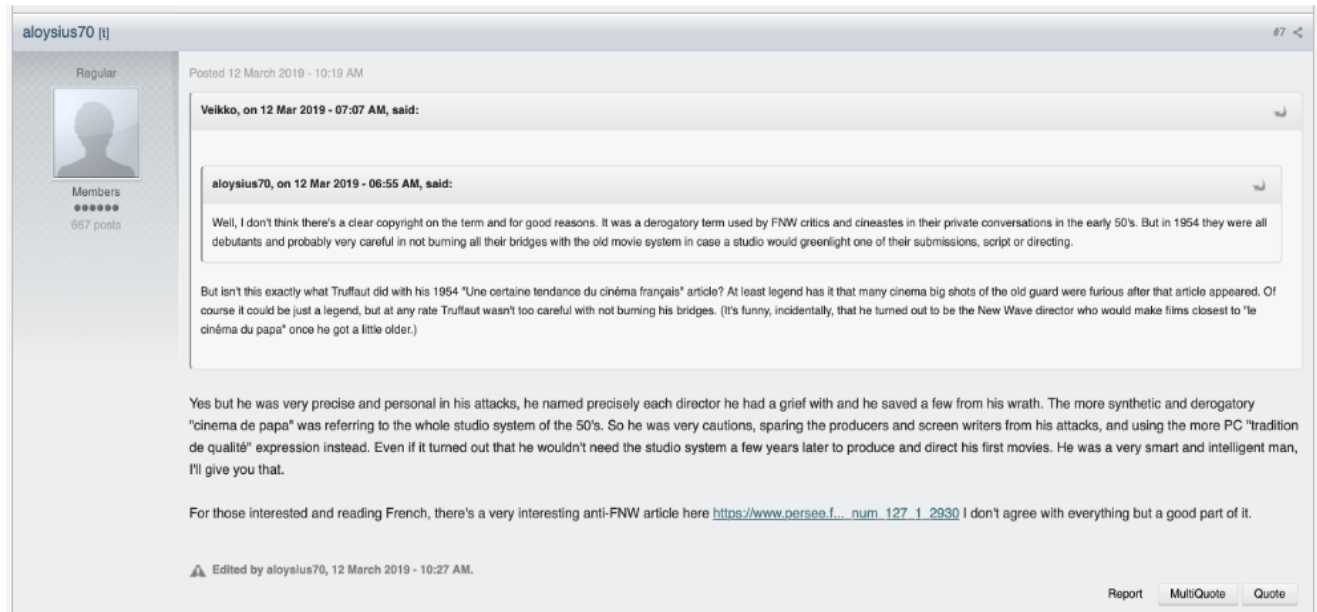 aloysius70 [t]
#7
Regular
Posted 12 March 2019 - 10:19 AM
Veikko, on 12 Mar 2019 - 07:07 AM, said:
aloysius70, on 12 Mar 2019 - 06:55 AM, said:
Members
667 posts
Well, I don't think there's a clear copyright on the term and for good reasons. It was a derogatory term used by FNW critics and cineastes in their private conversations in the early 50's. But in 1954 they were all
debutants and probably very careful in not burning all their bridges with the old movie system in case a studio would greenlight one of their submissions, script or directing.
But isn't this exactly what Truffaut did with his 1954 "Une certaine tendance du cinéma français" article? At least legend has it that many cinema big shots of the old guard were furious after that article appeared. Of
course it could be just a legend, but at any rate Truffaut wasn't too careful with not burning his bridges. (It's funny, incidentally, that he turned out to be the New Wave director who would make films closest to "le
cinéma du papa" once he got a little older.)
Yes but he was very precise and personal in his attacks, he named precisely each director he had a grief with and he saved a few from his wrath. The more synthetic and derogatory
"cinema de papa" was referring to the whole studio system of the 50's. So he was very cautions, sparing the producers and screen writers from his attacks, and using the more PC "tradition
de qualité" expression instead. Even if it turned out that he wouldn't need the studio system a few years later to produce and direct his first movies. He was a very smart and intelligent man,
I'll give you that.
For those interested and reading French, there's a very interesting anti-FNW article here https://www.persee.f..._num_127_1_2930 I don't agree with everything but a good part of it.
Edited by aloysius70, 12 March 2019 - 10:27 AM.
Report MultiQuote Quote